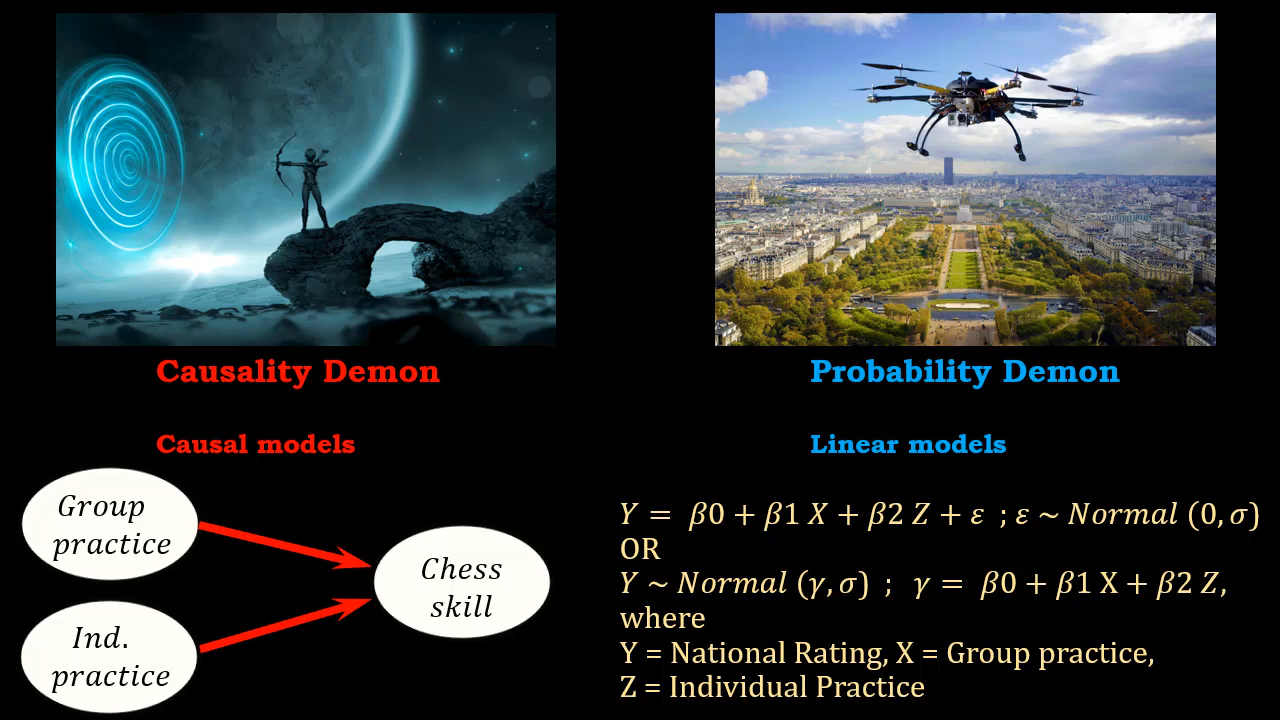 Causality Demon
Probability Demon
Causal models
Linear models
Group
practice
Ind.
practice
Chess
skill
Y = β0 + β1 X + β2 Z + ε ; ε ~ Normal (0, σ)
OR
Y ~ Normal (γ, σ) ; γ = β0 + β1 X + β2 Z,
where
Y = National Rating, X = Group practice,
Z = Individual Practice